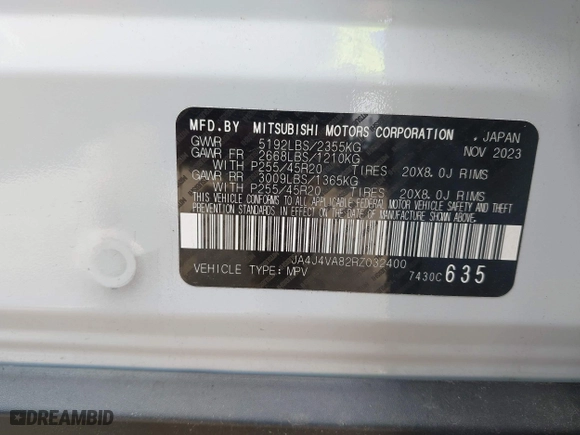 MFD.BY MITSUBISHI MOTORS CORPORATION . JAPAN
GVWR 5192LBS/2355KG NOV 2023
GAWR FR 2668LBS/1210KG
WITH P255/45R20 TIRES 20X8.0J RIMS
GAWR RR 3009LBS/1365KG
WITH P255/45R20 TIRES 20X8.0J RIMS
THIS VEHICLE CONFORMS TO ALL APPLICABLE FEDERAL MOTOR VEHICLE SAFETY AND THEFT
PREVENTION STANDARDS IN EFFECT ON THE DATE OF MANUFACTURE SHOWN ABOVE.
JA4J4VA82RZ032400
VEHICLE TYPE: MPV 7430C 635
DREAMBID